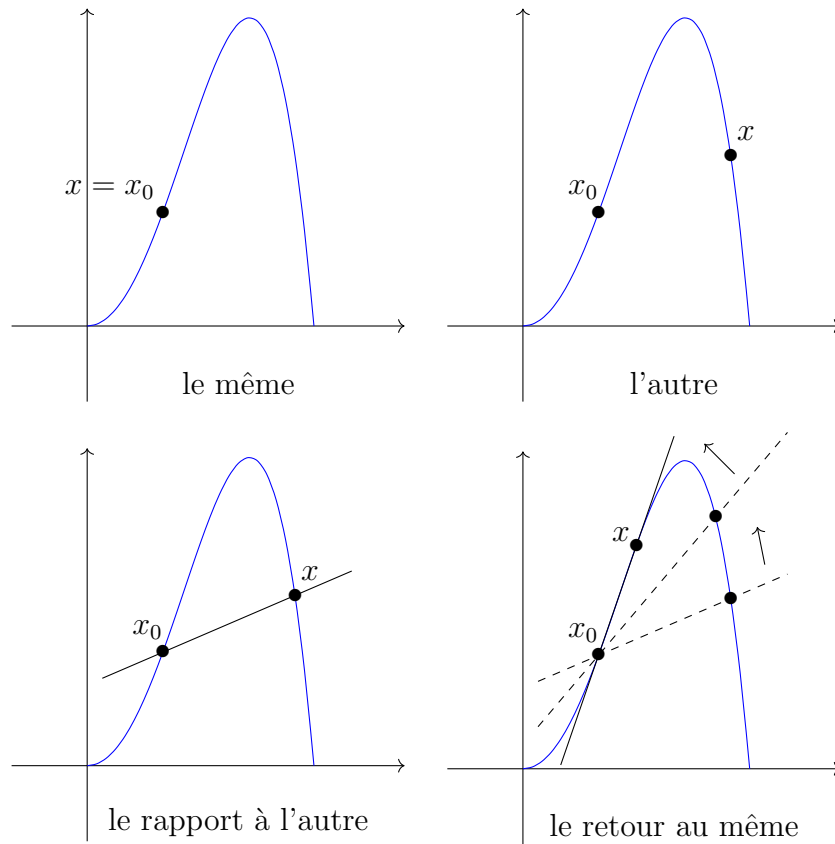 x = x₀
le même
x₀
x
l'autre
x₀
x
le rapport à l'autre
x
x₀
le retour au même